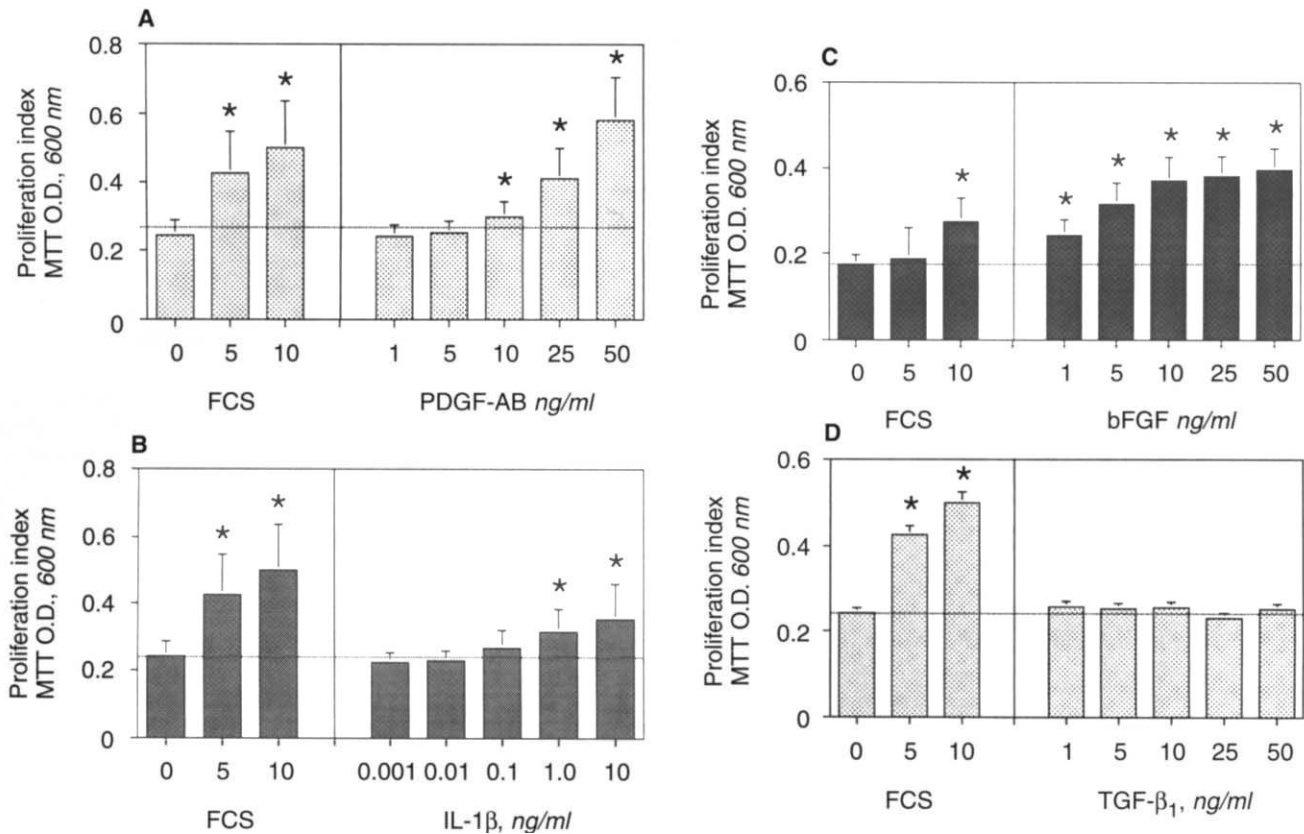 A
Proliferation index
MTT O.D., 600 nm
0.8
0.6
0.4
0.2
0
* * * * *
0 5 10 1 5 10 25 50
FCS PDGF-AB ng/ml
B
Proliferation index
MTT O.D., 600 nm
0.8
0.6
0.4
0.2
0
* * * *
0 5 10 0.001 0.01 0.1 1.0 10
FCS IL-1β, ng/ml
C
Proliferation index
MTT O.D. 600 nm
0.6
0.4
0.2
0
* * * * * *
0 5 10 1 5 10 25 50
FCS bFGF ng/ml
D
Proliferation index
MTT O.D. 600 nm
0.6
0.4
0.2
0
* *
0 5 10 1 5 10 25 50
FCS TGF-β₁, ng/ml